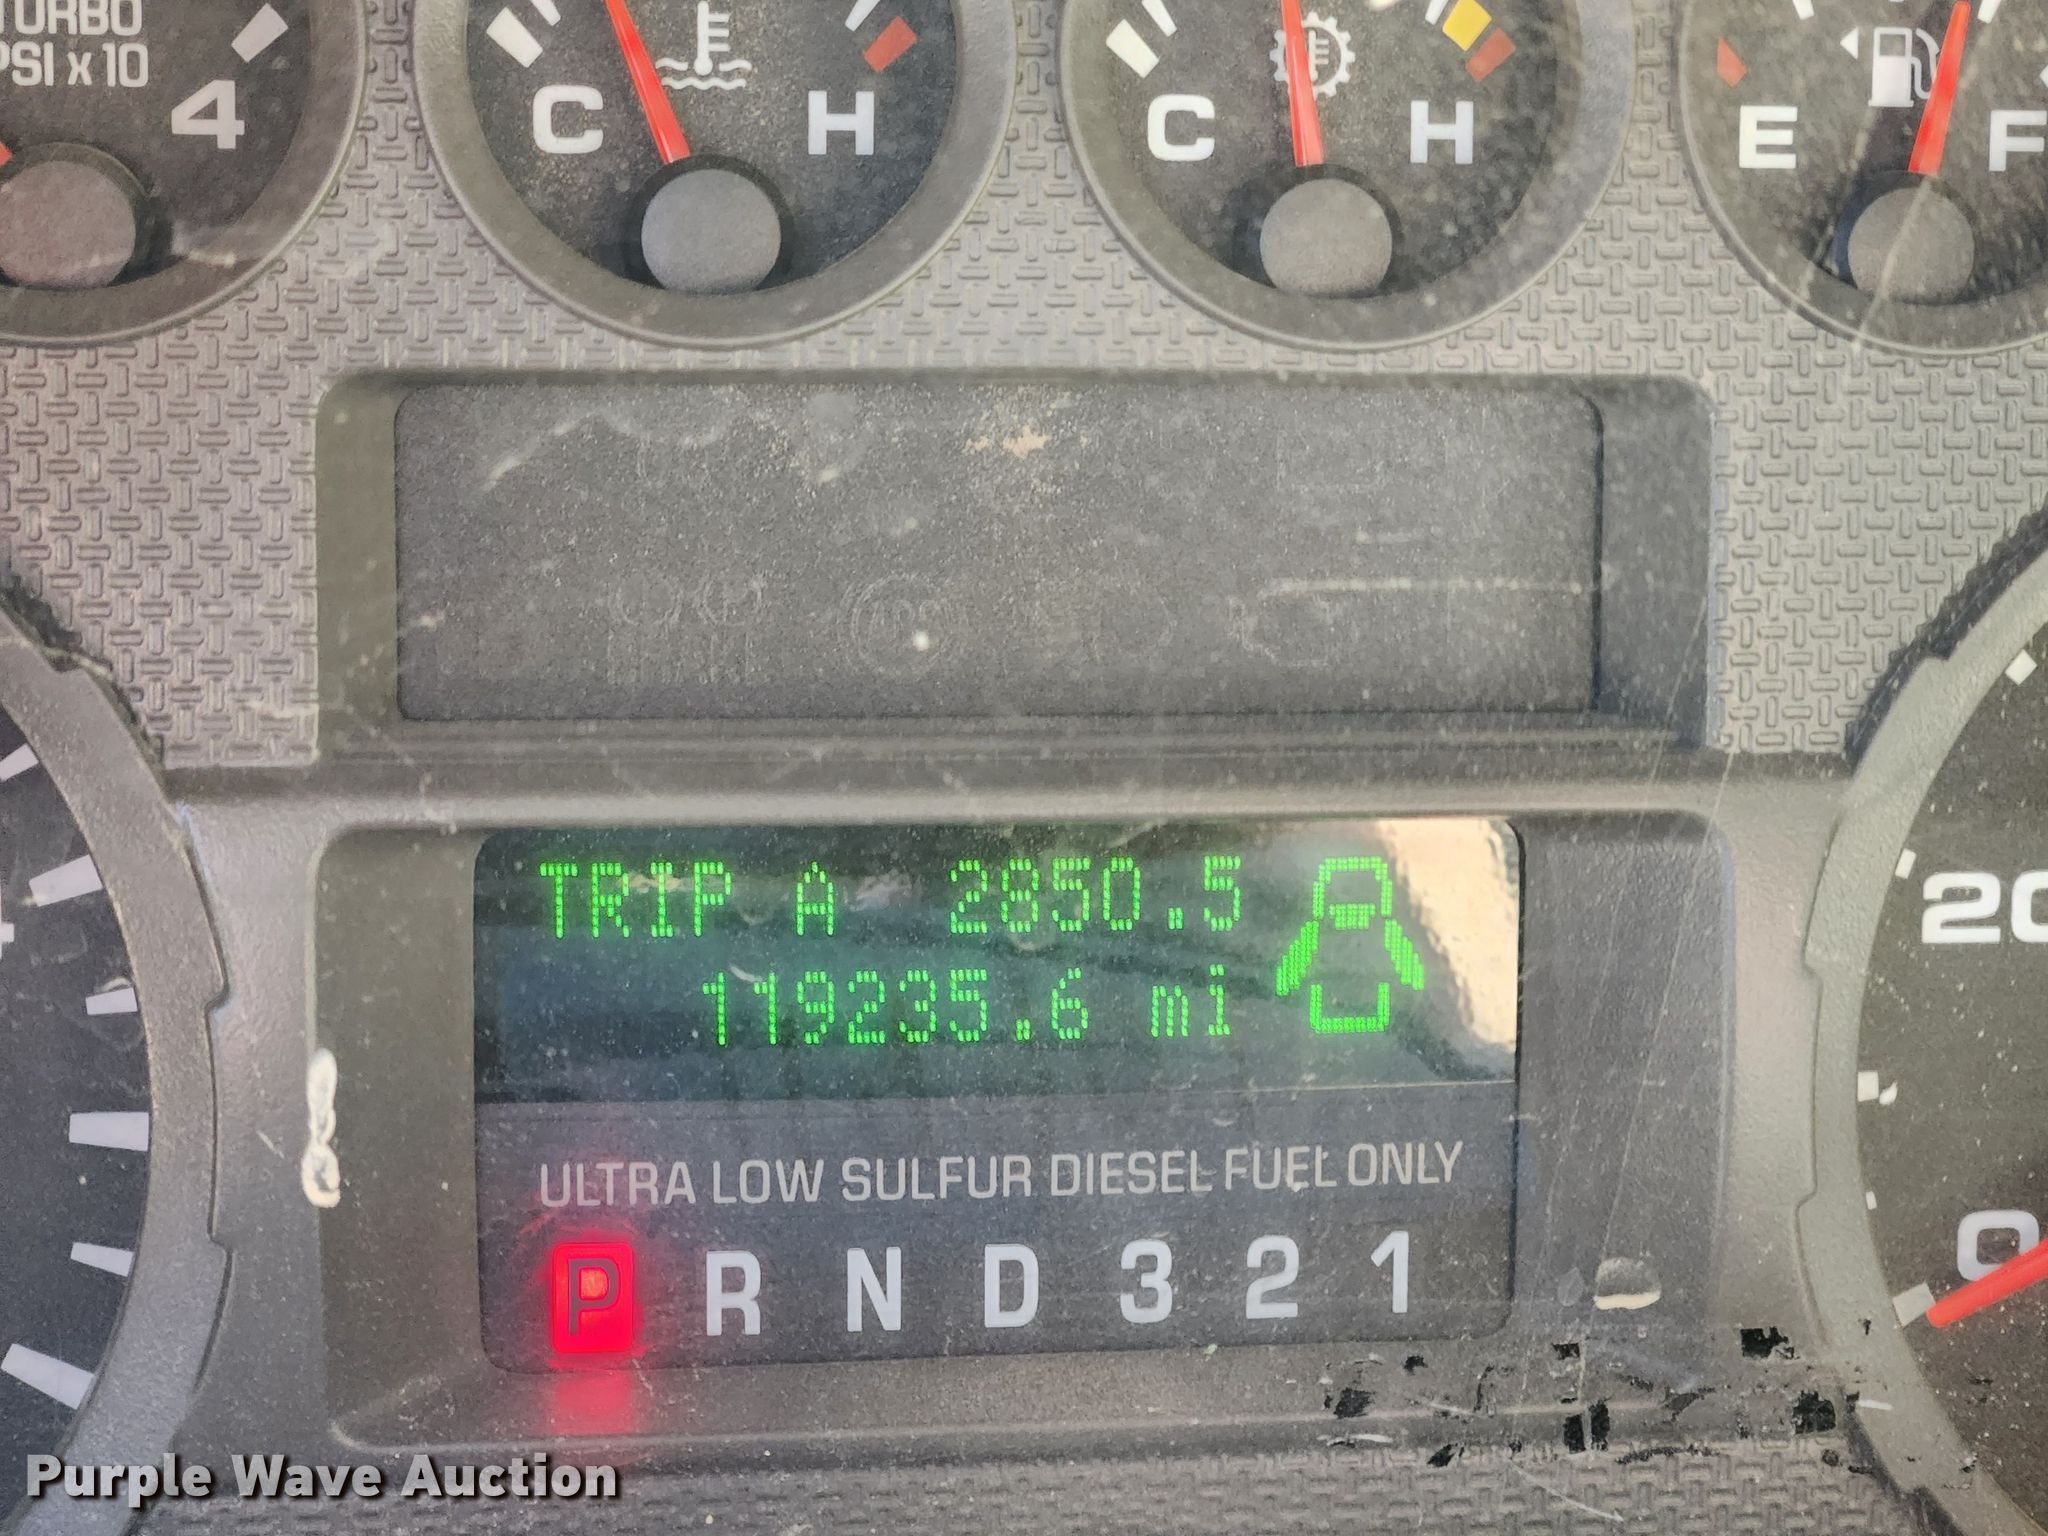 TURBO
PSI x 10
4
C H
C H
E F
TRIP A 2850.5
119235.6 mi
20
ULTRA LOW SULFUR DIESEL FUEL ONLY
0
P R N D 3 2 1
Purple Wave Auction